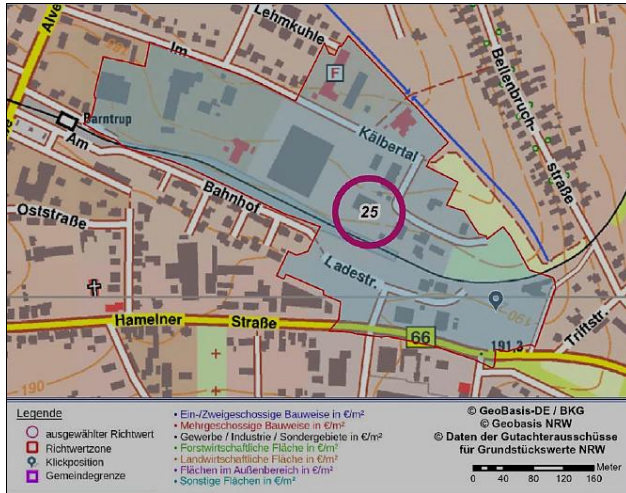 Lehmkuhle
Im
Alve
F
Bellenbruch-
straße
Kälbertal
Barntrup
Am
Bahnhof
25
Oststraße
Ladestr.
190
Hamelner Straße
66
191,3
Triftstr.
190
Legende
ausgewählter Richtwert
Richtwertzone
Klickposition
Gemeindegrenze
• Ein-/Zweigeschossige Bauweise in €/m²
• Mehrgeschossige Bauweise in €/m²
• Gewerbe / Industrie / Sondergebiete in €/m²
• Forstwirtschaftliche Fläche in €/m²
• Landwirtschaftliche Fläche in €/m²
• Flächen im Außenbereich in €/m²
• Sonstige Flächen in €/m²
© GeoBasis-DE / BKG
© Geobasis NRW
© Daten der Gutachterausschüsse
für Grundstückswerte NRW
0 40 80 120 160 Meter